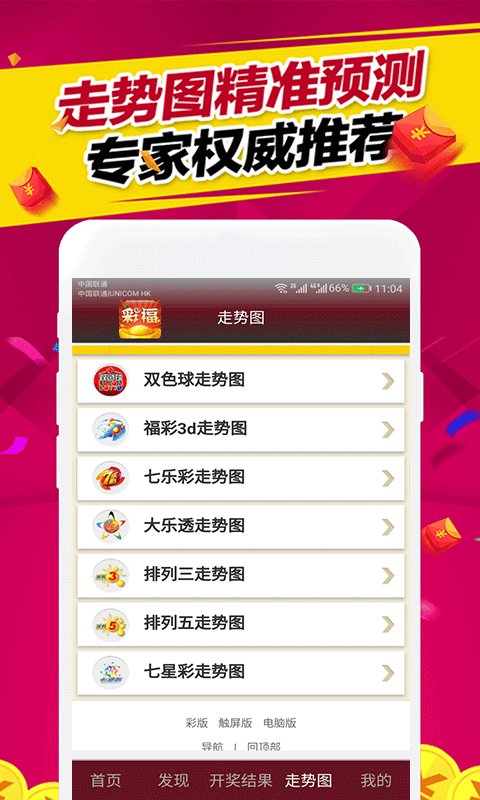 走势图精准预测
专家权威推荐
中国联通
中国联通|UNICOM HK
2G 4G 66% 11:04
彩福
走势图
双色球走势图
福彩3d走势图
七乐彩走势图
大乐透走势图
排列三走势图
排列五走势图
七星彩走势图
彩版 触屏版 电脑版
导航 | 回顶部
首页 发现 开奖结果 走势图 我的